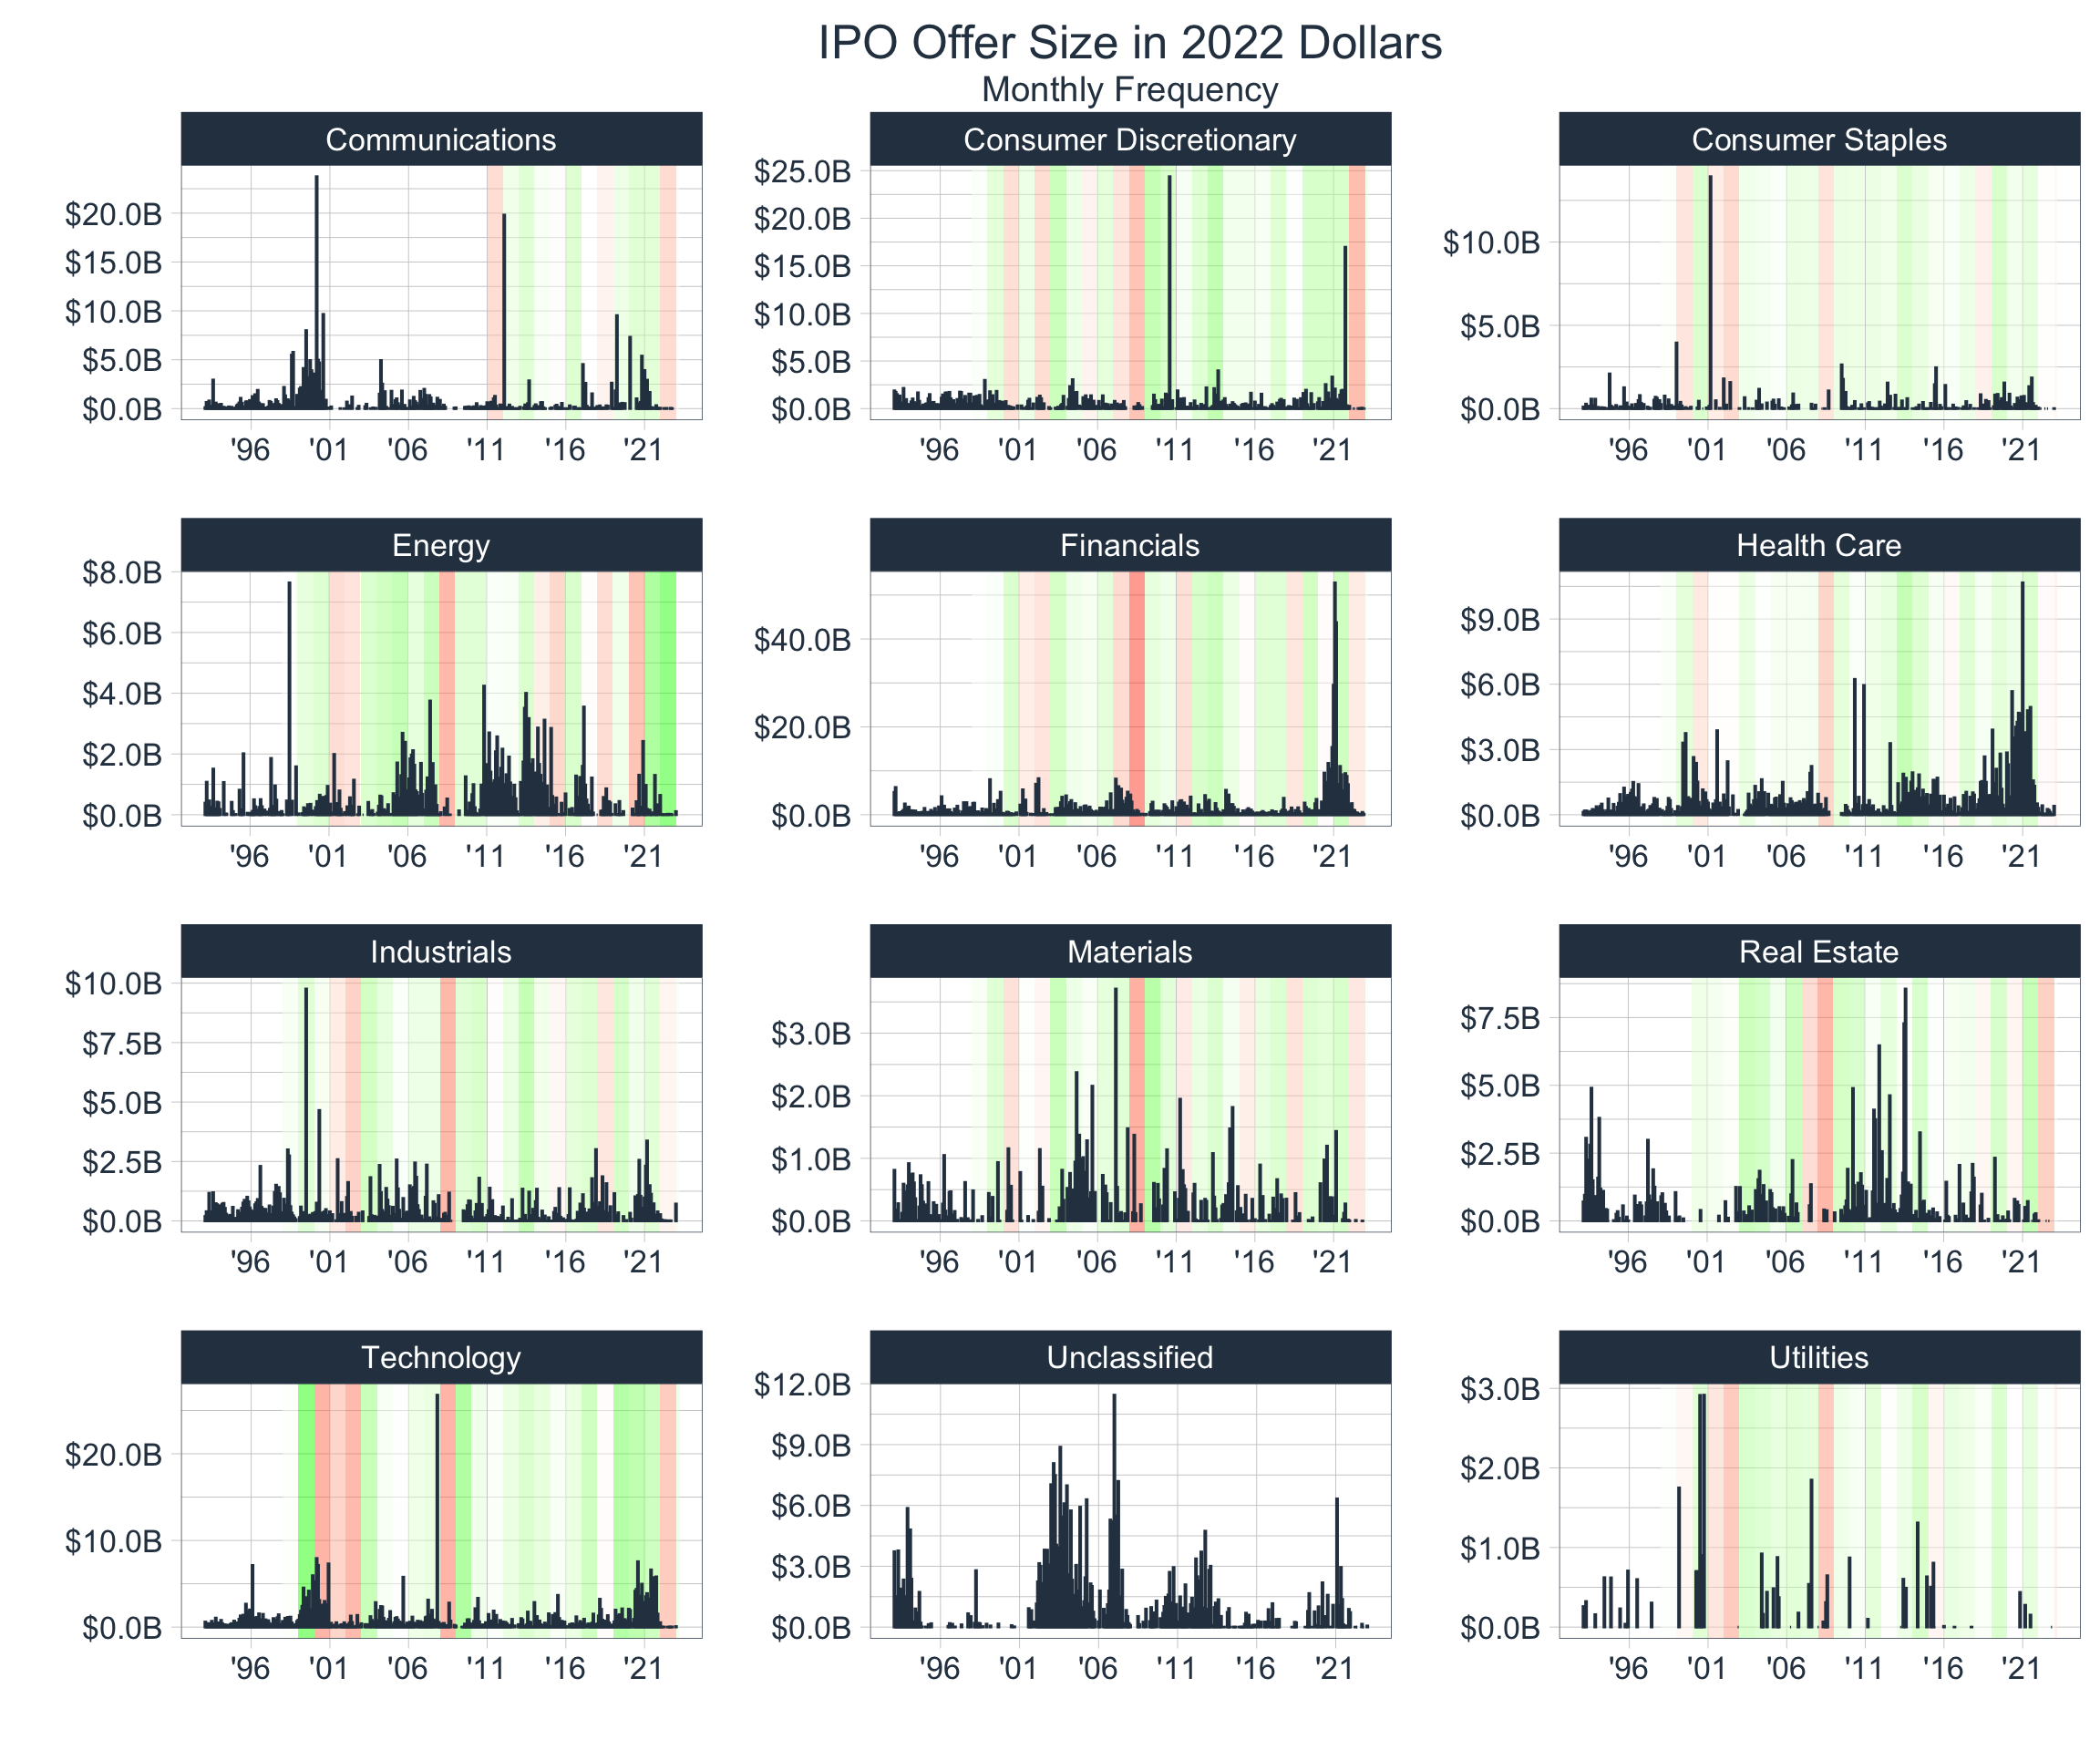 IPO Offer Size in 2022 Dollars
Monthly Frequency
Communications
$20.0B
$15.0B
$10.0B
$5.0B
$0.0B
'96 '01 '06 '11 '16 '21
Consumer Discretionary
$25.0B
$20.0B
$15.0B
$10.0B
$5.0B
$0.0B
'96 '01 '06 '11 '16 '21
Consumer Staples
$10.0B
$5.0B
$0.0B
'96 '01 '06 '11 '16 '21
Energy
$8.0B
$6.0B
$4.0B
$2.0B
$0.0B
'96 '01 '06 '11 '16 '21
Financials
$40.0B
$20.0B
$0.0B
'96 '01 '06 '11 '16 '21
Health Care
$9.0B
$6.0B
$3.0B
$0.0B
'96 '01 '06 '11 '16 '21
Industrials
$10.0B
$7.5B
$5.0B
$2.5B
$0.0B
'96 '01 '06 '11 '16 '21
Materials
$3.0B
$2.0B
$1.0B
$0.0B
'96 '01 '06 '11 '16 '21
Real Estate
$7.5B
$5.0B
$2.5B
$0.0B
'96 '01 '06 '11 '16 '21
Technology
$20.0B
$10.0B
$0.0B
'96 '01 '06 '11 '16 '21
Unclassified
$12.0B
$9.0B
$6.0B
$3.0B
$0.0B
'96 '01 '06 '11 '16 '21
Utilities
$3.0B
$2.0B
$1.0B
$0.0B
'96 '01 '06 '11 '16 '21